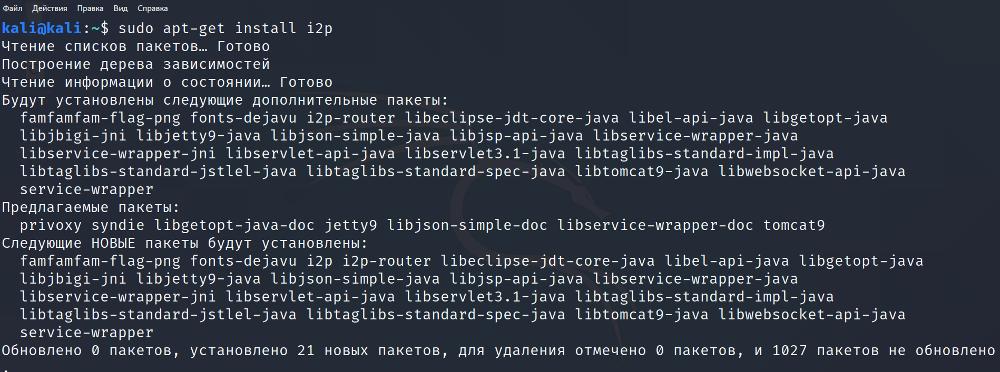 Файл Действия Правка Вид Справка
kali@kali:~$ sudo apt-get install i2p
Чтение списков пакетов… Готово
Построение дерева зависимостей
Чтение информации о состоянии… Готово
Будут установлены следующие дополнительные пакеты:
  famfamfam-flag-png fonts-dejavu i2p-router libeclipse-jdt-core-java libel-api-java libgetopt-java
  libjbigi-jni libjetty9-java libjson-simple-java libjsp-api-java libservice-wrapper-java
  libservice-wrapper-jni libservlet-api-java libservlet3.1-java libtaglibs-standard-impl-java
  libtaglibs-standard-jstlel-java libtaglibs-standard-spec-java libtomcat9-java libwebsocket-api-java
  service-wrapper
Предлагаемые пакеты:
  privoxy syndie libgetopt-java-doc jetty9 libjson-simple-doc libservice-wrapper-doc tomcat9
Следующие НОВЫЕ пакеты будут установлены:
  famfamfam-flag-png fonts-dejavu i2p i2p-router libeclipse-jdt-core-java libel-api-java libgetopt-java
  libjbigi-jni libjetty9-java libjson-simple-java libjsp-api-java libservice-wrapper-java
  libservice-wrapper-jni libservlet-api-java libservlet3.1-java libtaglibs-standard-impl-java
  libtaglibs-standard-jstlel-java libtaglibs-standard-spec-java libtomcat9-java libwebsocket-api-java
  service-wrapper
Обновлено 0 пакетов, установлено 21 новых пакетов, для удаления отмечено 0 пакетов, и 1027 пакетов не обновлено
.